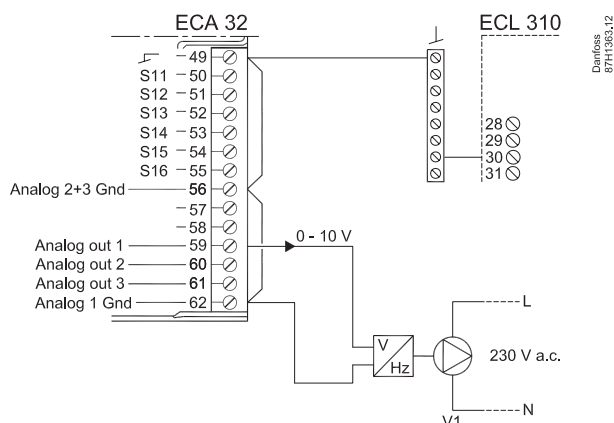 ECA 32
ECL 310
Danfoss
87H1363.12
49
S11 50
S12 51
S13 52
S14 53
S15 54
S16 55
Analog 2+3 Gnd 56
57
58
Analog out 1 59
0 - 10 V
Analog out 2 60
Analog out 3 61
Analog 1 Gnd 62
28
29
30
31
V
Hz
L
230 V a.c.
N
V1